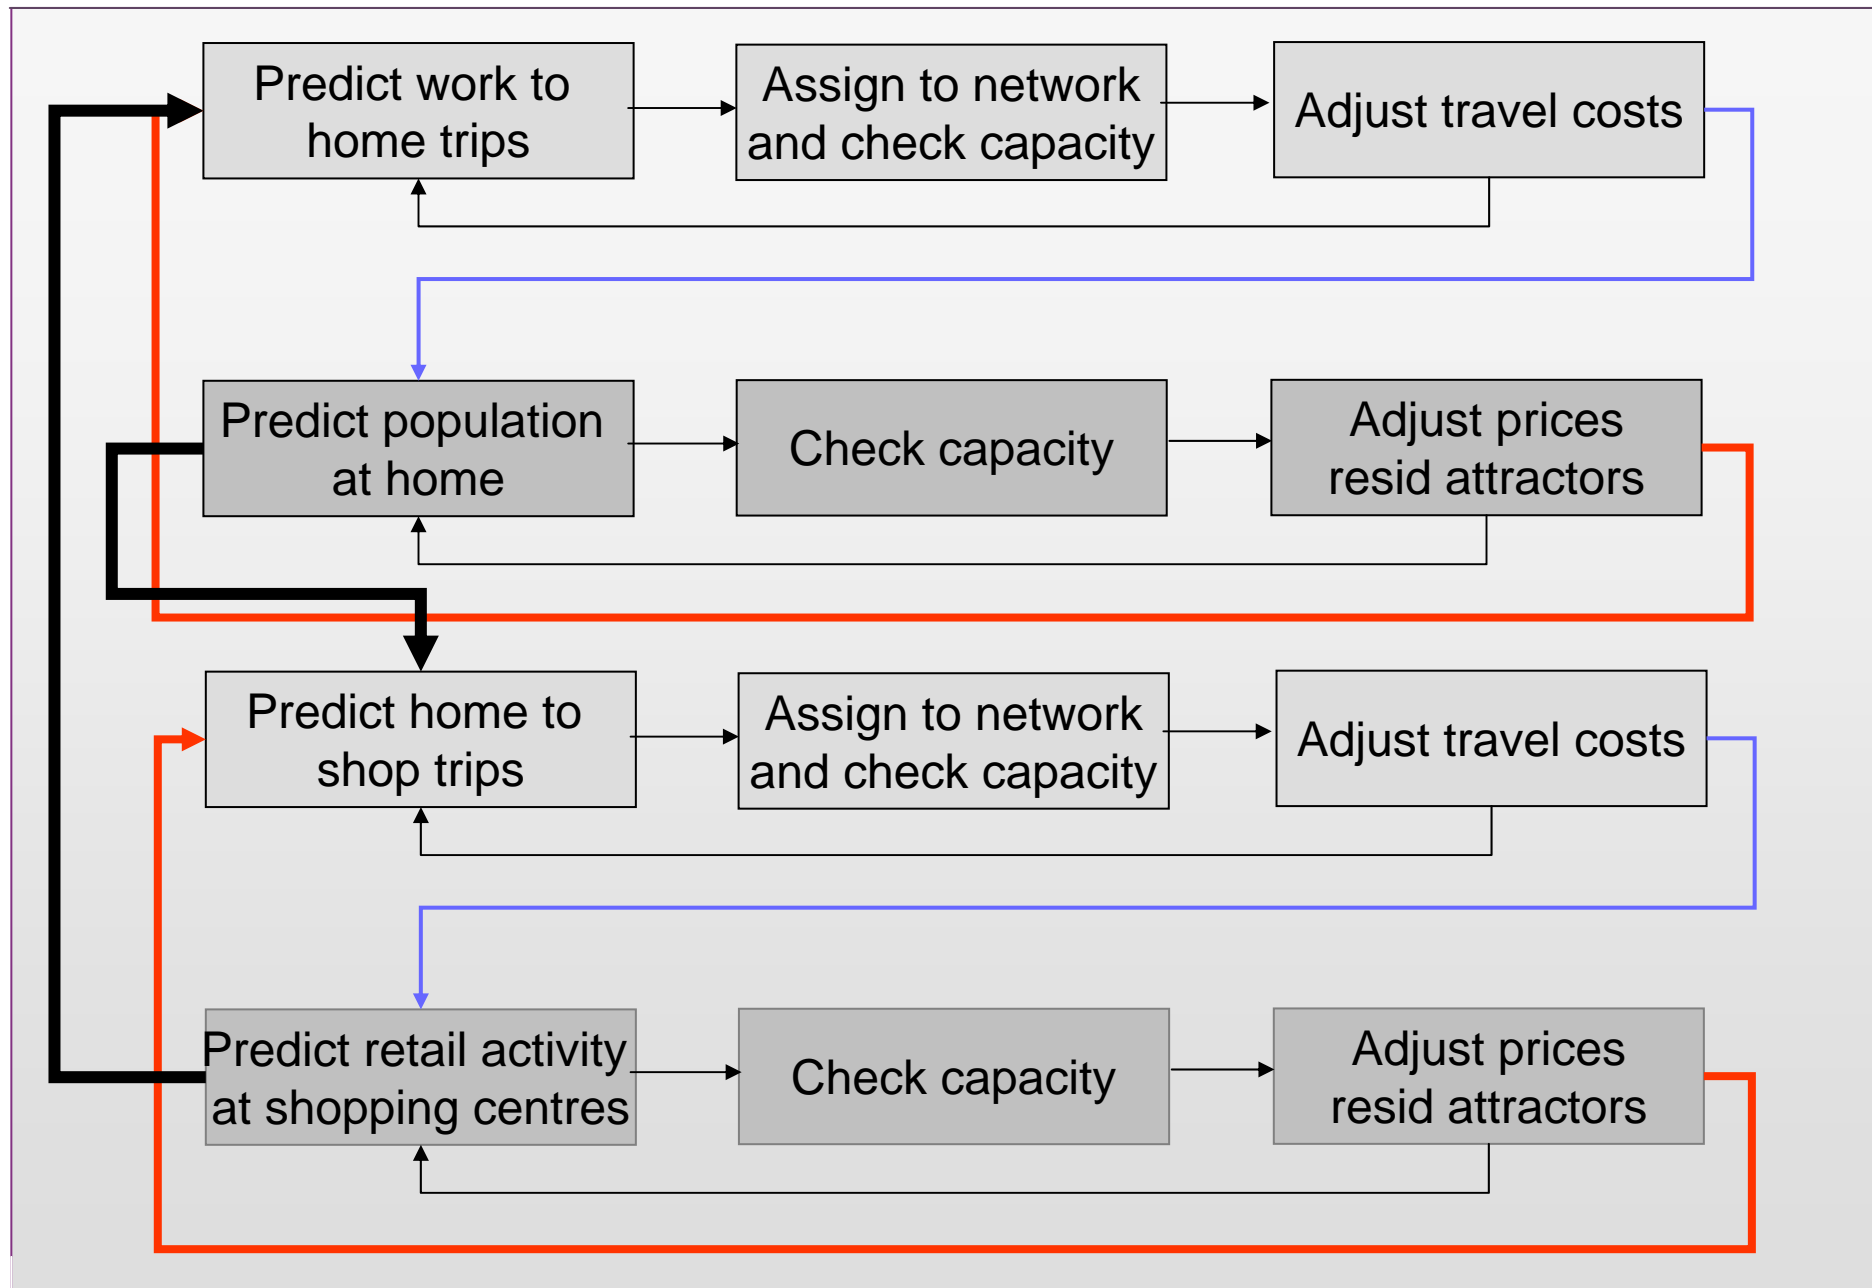 Predict work to
home trips
Assign to network
and check capacity
Adjust travel costs
Predict population
at home
Check capacity
Adjust prices
resid attractors
Predict home to
shop trips
Assign to network
and check capacity
Adjust travel costs
Predict retail activity
at shopping centres
Check capacity
Adjust prices
resid attractors